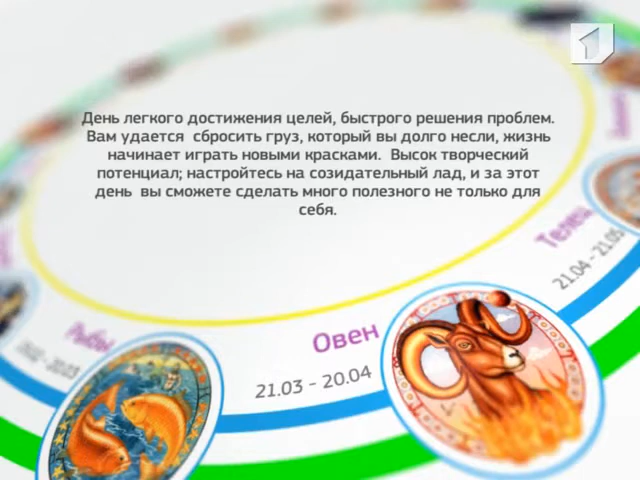 День легкого достижения целей, быстрого решения проблем.
Вам удается сбросить груз, который вы долго несли, жизнь
начинает играть новыми красками. Высок творческий
потенциал; настройтесь на созидательный лад, и за этот
день вы сможете сделать много полезного не только для
себя.
Телец
21.04 - 21.05
Овен
21.03 - 20.04
Рыбы